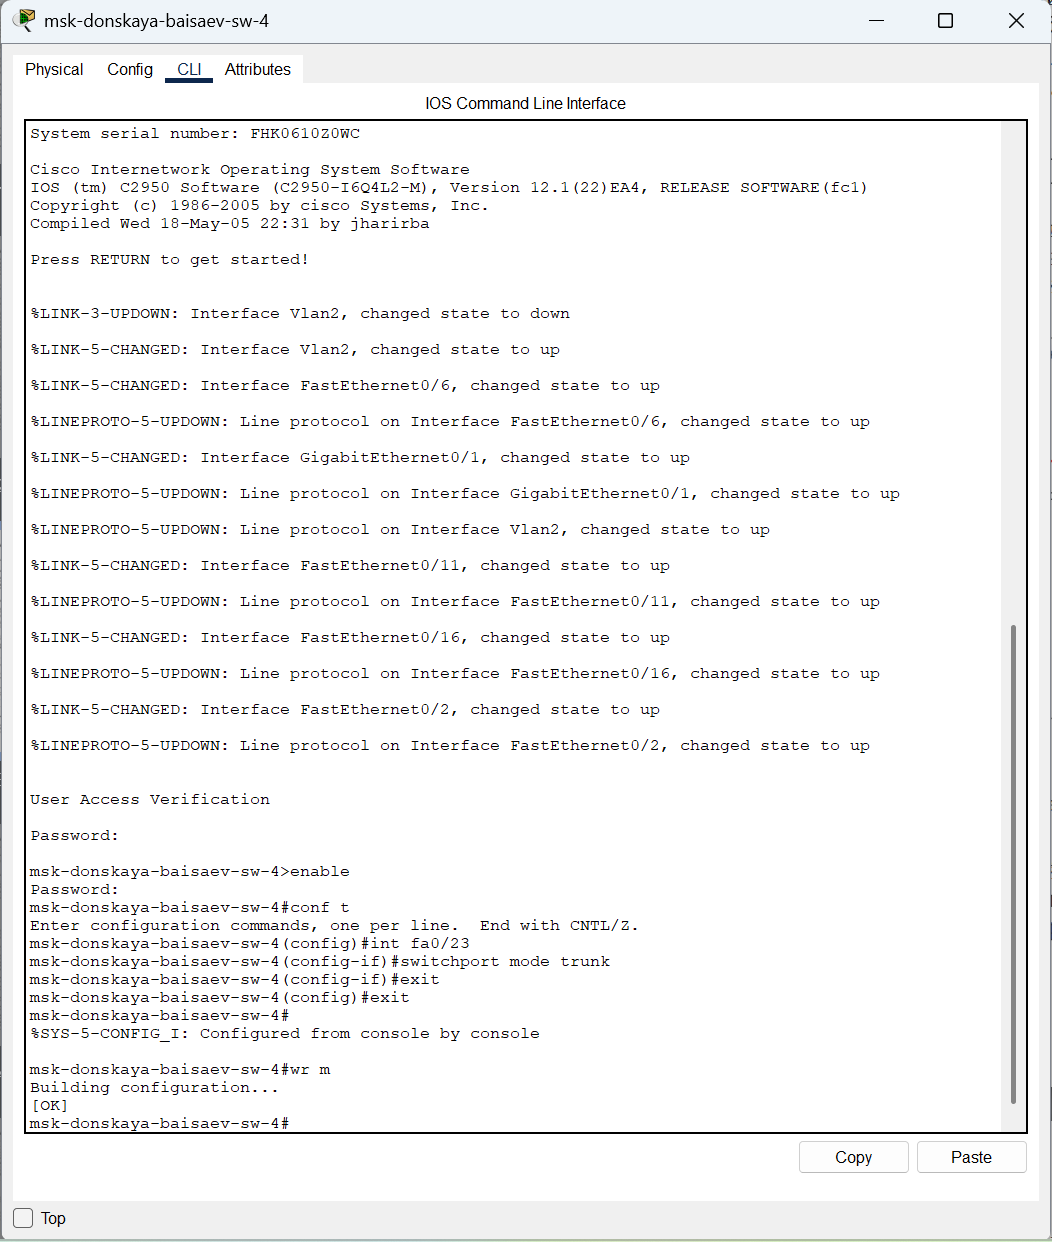 msk-donskaya-baisaev-sw-4
Physical Config CLI Attributes
IOS Command Line Interface
System serial number: FHK0610Z0WC
Cisco Internetwork Operating System Software
IOS (tm) C2950 Software (C2950-I6Q4L2-M), Version 12.1(22)EA4, RELEASE SOFTWARE(fc1)
Copyright (c) 1986-2005 by cisco Systems, Inc.
Compiled Wed 18-May-05 22:31 by jharirba
Press RETURN to get started!
%LINK-3-UPDOWN: Interface Vlan2, changed state to down
%LINK-5-CHANGED: Interface Vlan2, changed state to up
%LINK-5-CHANGED: Interface FastEthernet0/6, changed state to up
%LINEPROTO-5-UPDOWN: Line protocol on Interface FastEthernet0/6, changed state to up
%LINK-5-CHANGED: Interface GigabitEthernet0/1, changed state to up
%LINEPROTO-5-UPDOWN: Line protocol on Interface GigabitEthernet0/1, changed state to up
%LINEPROTO-5-UPDOWN: Line protocol on Interface Vlan2, changed state to up
%LINK-5-CHANGED: Interface FastEthernet0/11, changed state to up
%LINEPROTO-5-UPDOWN: Line protocol on Interface FastEthernet0/11, changed state to up
%LINK-5-CHANGED: Interface FastEthernet0/16, changed state to up
%LINEPROTO-5-UPDOWN: Line protocol on Interface FastEthernet0/16, changed state to up
%LINK-5-CHANGED: Interface FastEthernet0/2, changed state to up
%LINEPROTO-5-UPDOWN: Line protocol on Interface FastEthernet0/2, changed state to up
User Access Verification
Password:
msk-donskaya-baisaev-sw-4>enable
Password:
msk-donskaya-baisaev-sw-4#conf t
Enter configuration commands, one per line.  End with CNTL/Z.
msk-donskaya-baisaev-sw-4(config)#int fa0/23
msk-donskaya-baisaev-sw-4(config-if)#switchport mode trunk
msk-donskaya-baisaev-sw-4(config-if)#exit
msk-donskaya-baisaev-sw-4(config)#exit
msk-donskaya-baisaev-sw-4#
%SYS-5-CONFIG_I: Configured from console by console
msk-donskaya-baisaev-sw-4#wr m
Building configuration...
[OK]
msk-donskaya-baisaev-sw-4#
Copy Paste
Top